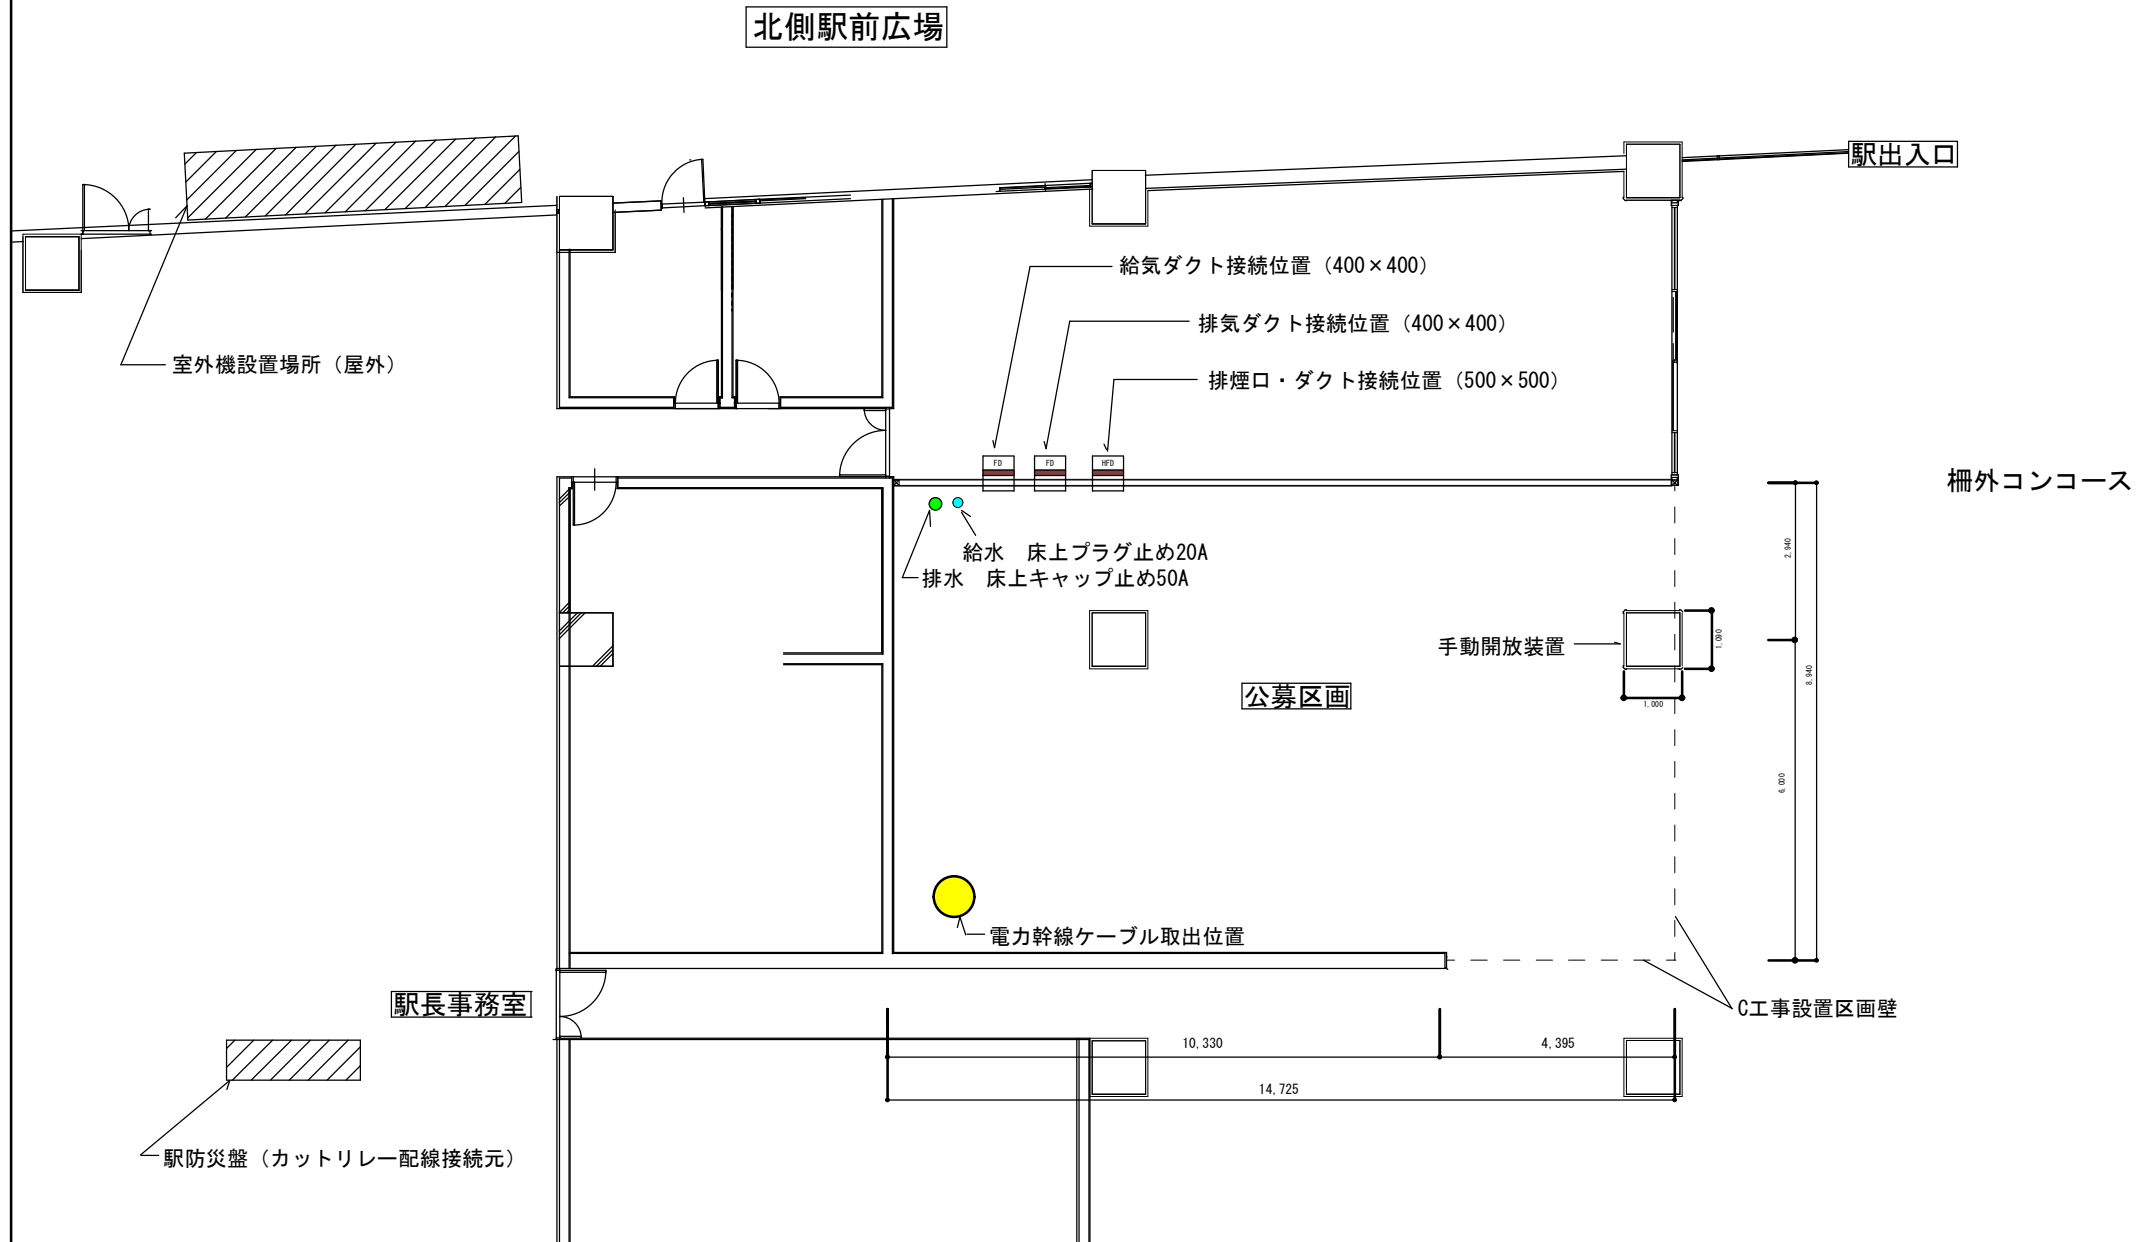 北側駅前広場
駅出入口
給気ダクト接続位置（400×400）
排気ダクト接続位置（400×400）
室外機設置場所（屋外）
排煙口・ダクト接続位置（500×500）
FD
FD
HFD
柵外コンコース
給水　床上プラグ止め20A
排水　床上キャップ止め50A
2,940
手動開放装置
1,090
8,940
公募区画
1,000
6,000
電力幹線ケーブル取出位置
駅長事務室
C工事設置区画壁
10,330
4,395
14,725
駅防災盤（カットリレー配線接続元）